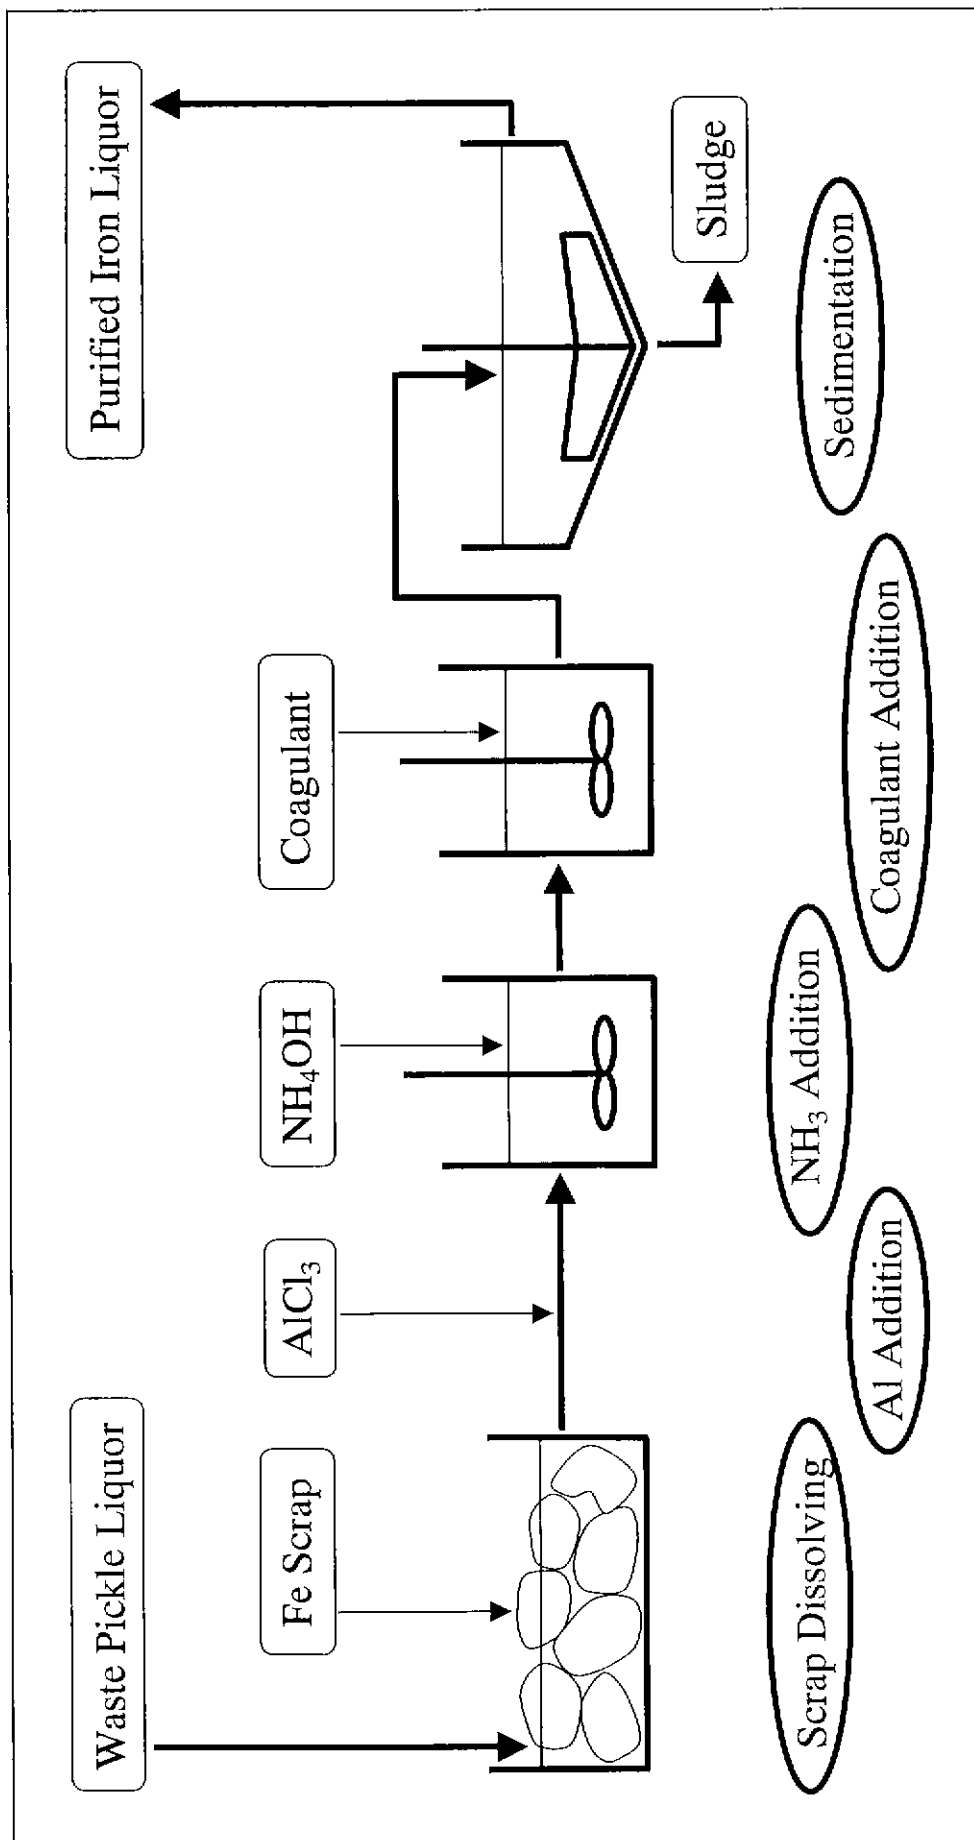 Waste Pickle Liquor
Purified Iron Liquor
Fe Scrap
AlCl₃
NH₄OH
Coagulant
Sludge
Scrap Dissolving
Al Addition
NH₃ Addition
Coagulant Addition
Sedimentation